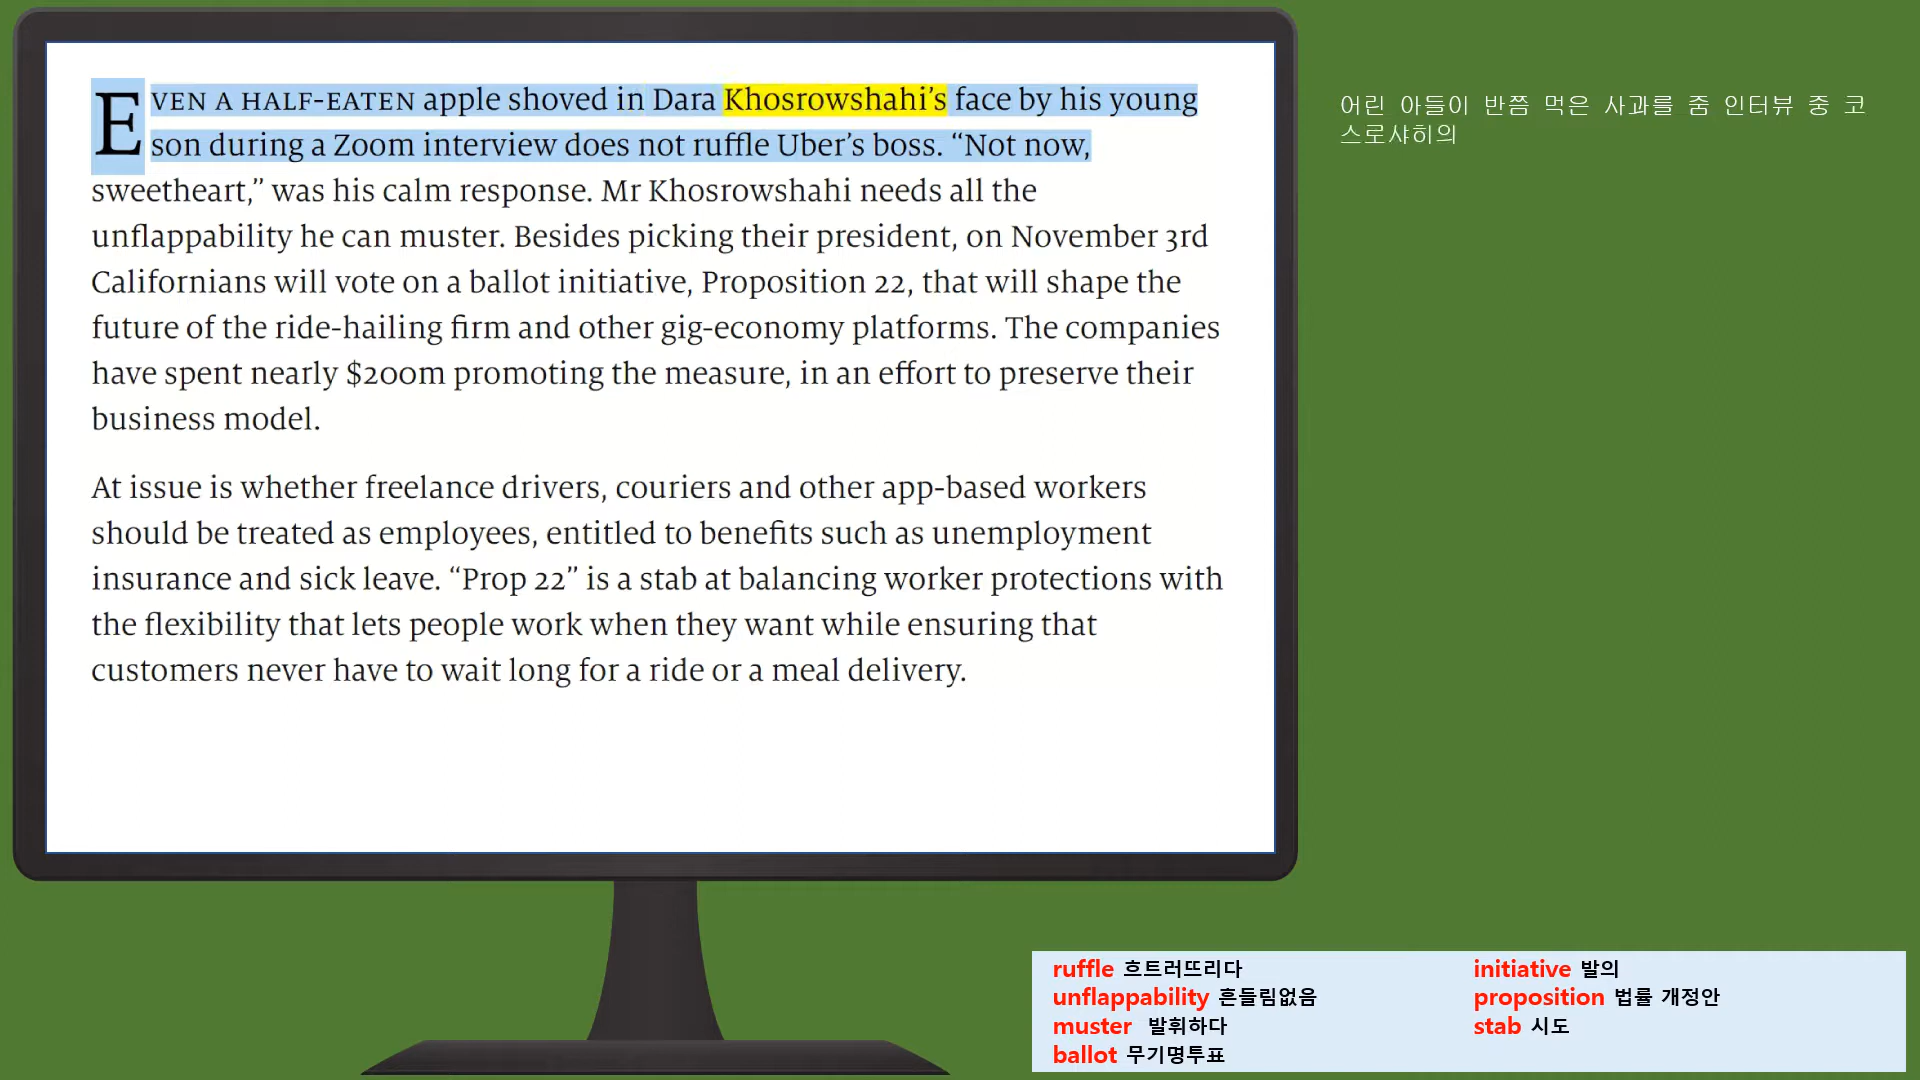 EVEN A HALF-EATEN apple shoved in Dara Khosrowshahi’s face by his young
son during a Zoom interview does not ruffle Uber’s boss. “Not now,
sweetheart,” was his calm response. Mr Khosrowshahi needs all the
unflappability he can muster. Besides picking their president, on November 3rd
Californians will vote on a ballot initiative, Proposition 22, that will shape the
future of the ride-hailing firm and other gig-economy platforms. The companies
have spent nearly $200m promoting the measure, in an effort to preserve their
business model.
At issue is whether freelance drivers, couriers and other app-based workers
should be treated as employees, entitled to benefits such as unemployment
insurance and sick leave. “Prop 22” is a stab at balancing worker protections with
the flexibility that lets people work when they want while ensuring that
customers never have to wait long for a ride or a meal delivery.
어린 아들이 반쯤 먹은 사과를 줌 인터뷰 중 코
스로샤히의
ruffle 흐트러뜨리다
unflappability 흔들림없음
muster 발휘하다
ballot 무기명투표
initiative 발의
proposition 법률 개정안
stab 시도